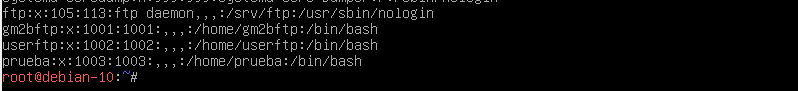 ftp:x:105:113:ftp daemon,,,:/srv/ftp:/usr/sbin/nologin
gm2bftp:x:1001:1001:,,,:/home/gm2bftp:/bin/bash
userftp:x:1002:1002:,,,:/home/userftp:/bin/bash
prueba:x:1003:1003:,,,:/home/prueba:/bin/bash
root@debian-10:~#